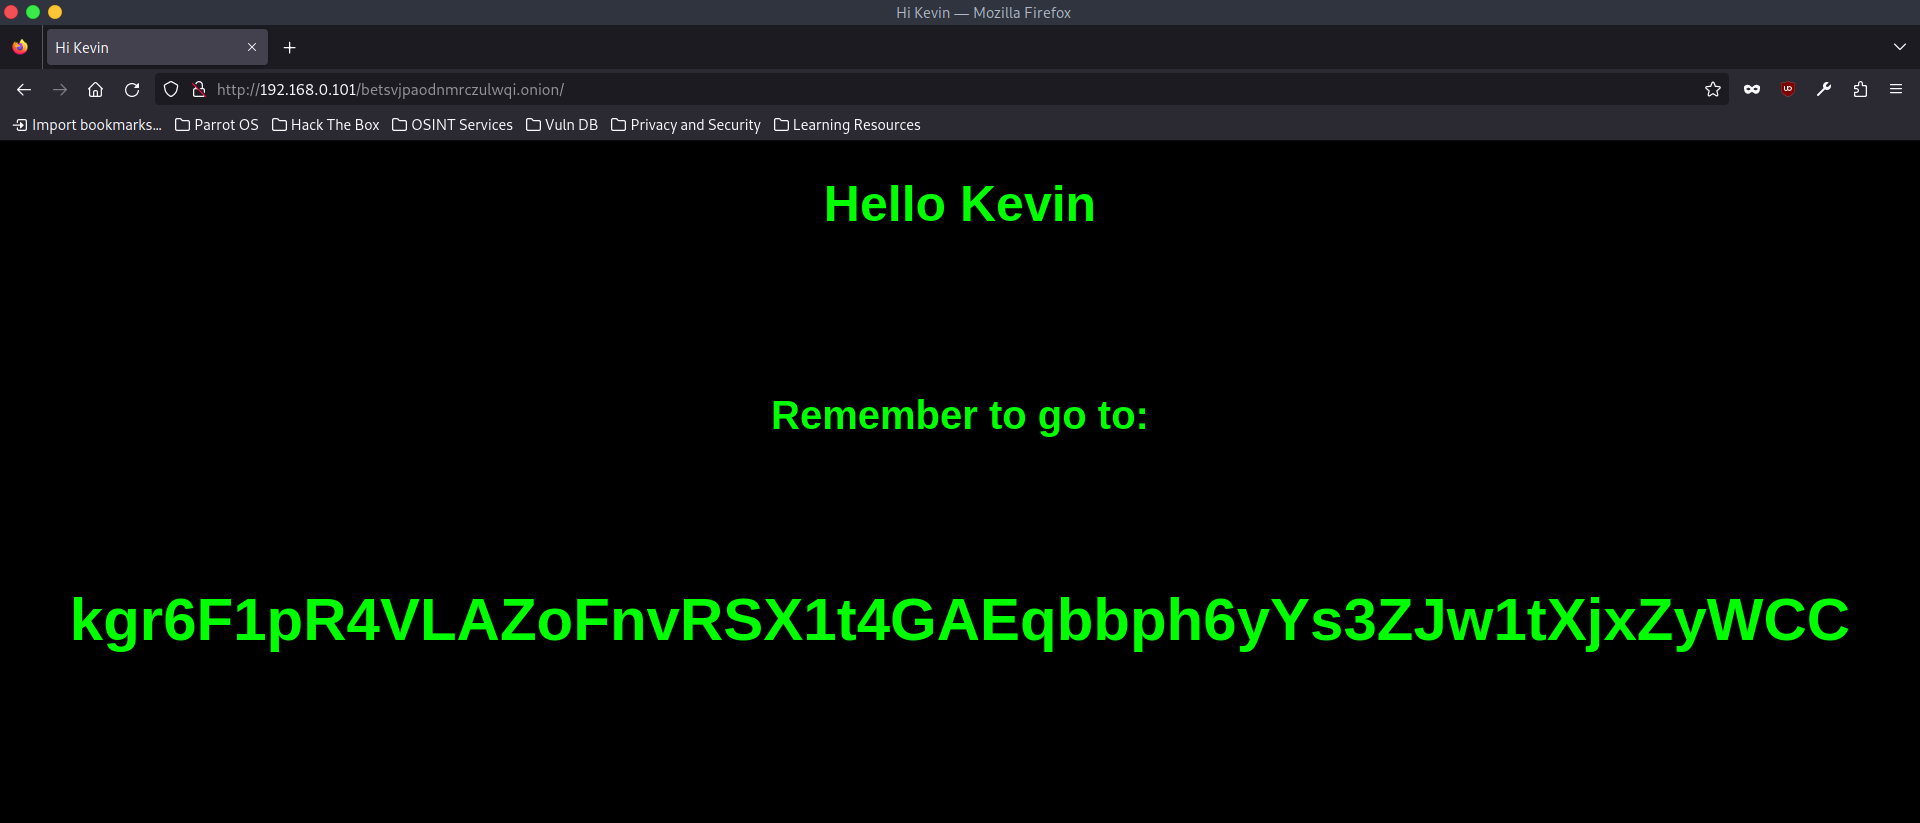 Hi Kevin — Mozilla Firefox
Hi Kevin
http://192.168.0.101/betsvjpaodnmrczulwqi.onion/
Import bookmarks... Parrot OS Hack The Box OSINT Services Vuln DB Privacy and Security Learning Resources
Hello Kevin
Remember to go to:
kgr6F1pR4VLAZoFnvRSX1t4GAEqbbph6yYs3ZJw1tXjxZyWCC